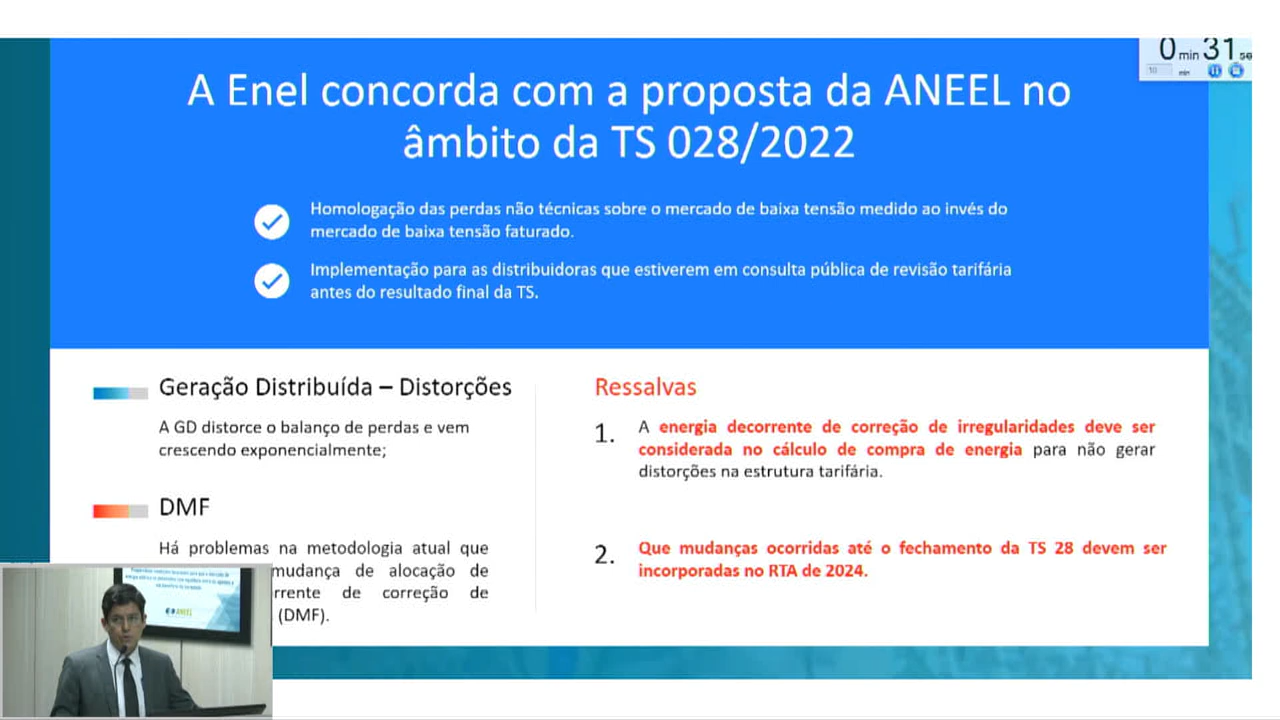 0 min 31
10 min
A Enel concorda com a proposta da ANEEL no
âmbito da TS 028/2022
Homologação das perdas não técnicas sobre o mercado de baixa tensão medido ao invés do
mercado de baixa tensão faturado.
Implementação para as distribuidoras que estiverem em consulta pública de revisão tarifária
antes do resultado final da TS.
Geração Distribuída – Distorções
A GD distorce o balanço de perdas e vem
crescendo exponencialmente;
DMF
Há problemas na metodologia atual que
mudança de alocação de
de correção de
(DMF).
Ressalvas
1. A energia decorrente de correção de irregularidades deve ser
considerada no cálculo de compra de energia para não gerar
distorções na estrutura tarifária.
2. Que mudanças ocorridas até o fechamento da TS 28 devem ser
incorporadas no RTA de 2024.
ANEEL